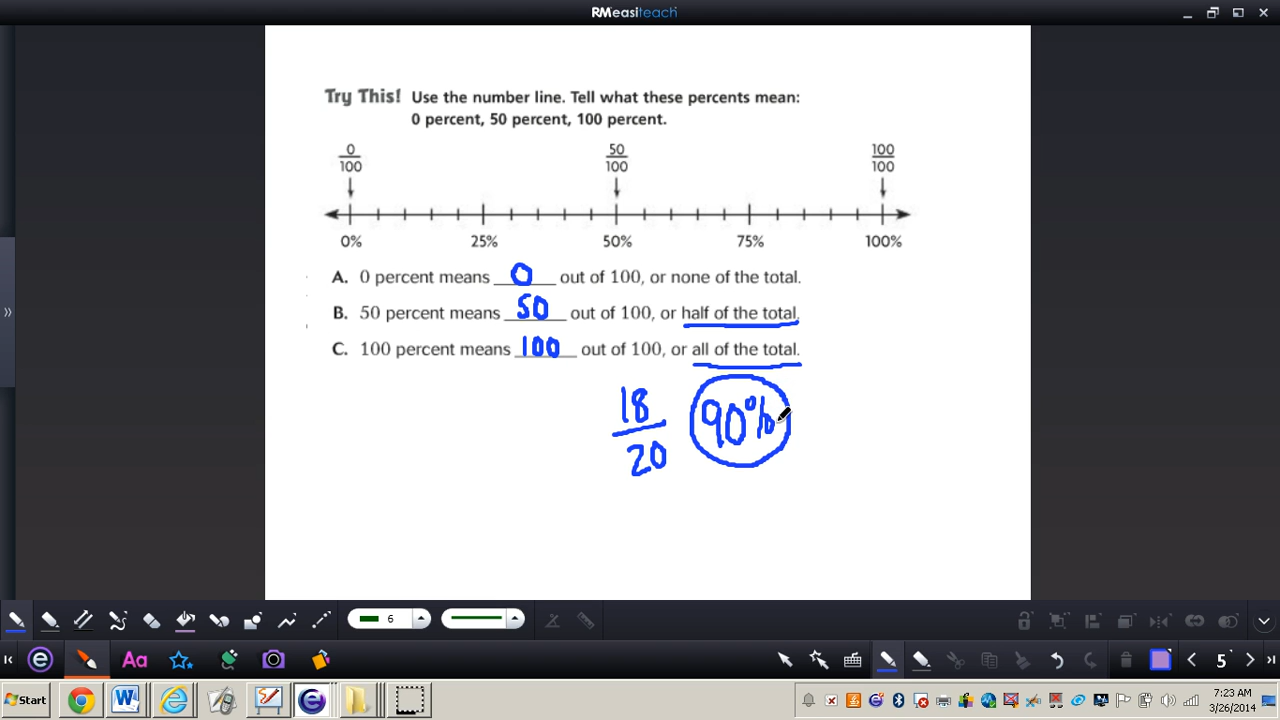 RMeasiteach
Try This! Use the number line. Tell what these percents mean:
0 percent, 50 percent, 100 percent.
0 50 100
100 100 100
0% 25% 50% 75% 100%
A. 0 percent means 0 out of 100, or none of the total.
B. 50 percent means 50 out of 100, or half of the total.
C. 100 percent means 100 out of 100, or all of the total.
18 90%
20
6
Aa 5
Start 7:23 AM
3/26/2014